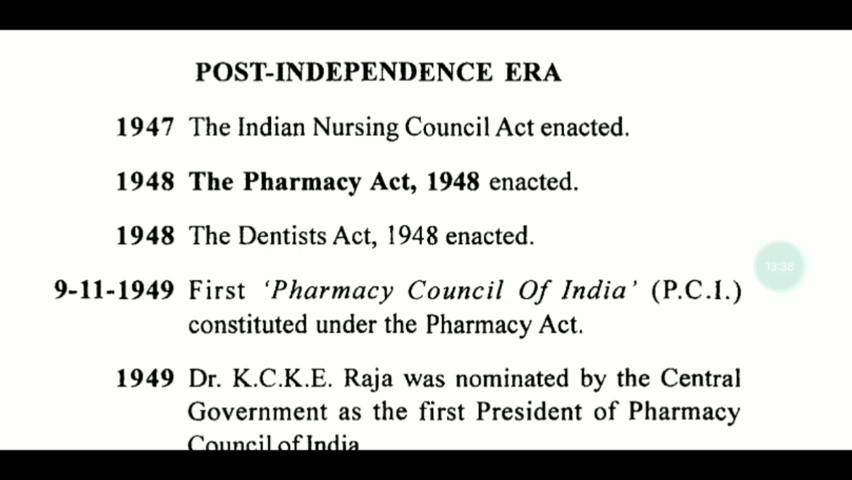 POST-INDEPENDENCE ERA
1947 The Indian Nursing Council Act enacted.
1948 The Pharmacy Act, 1948 enacted.
1948 The Dentists Act, 1948 enacted.
9-11-1949 First 'Pharmacy Council Of India' (P.C.I.)
constituted under the Pharmacy Act.
1949 Dr. K.C.K.E. Raja was nominated by the Central
Government as the first President of Pharmacy
Council of India
13:38